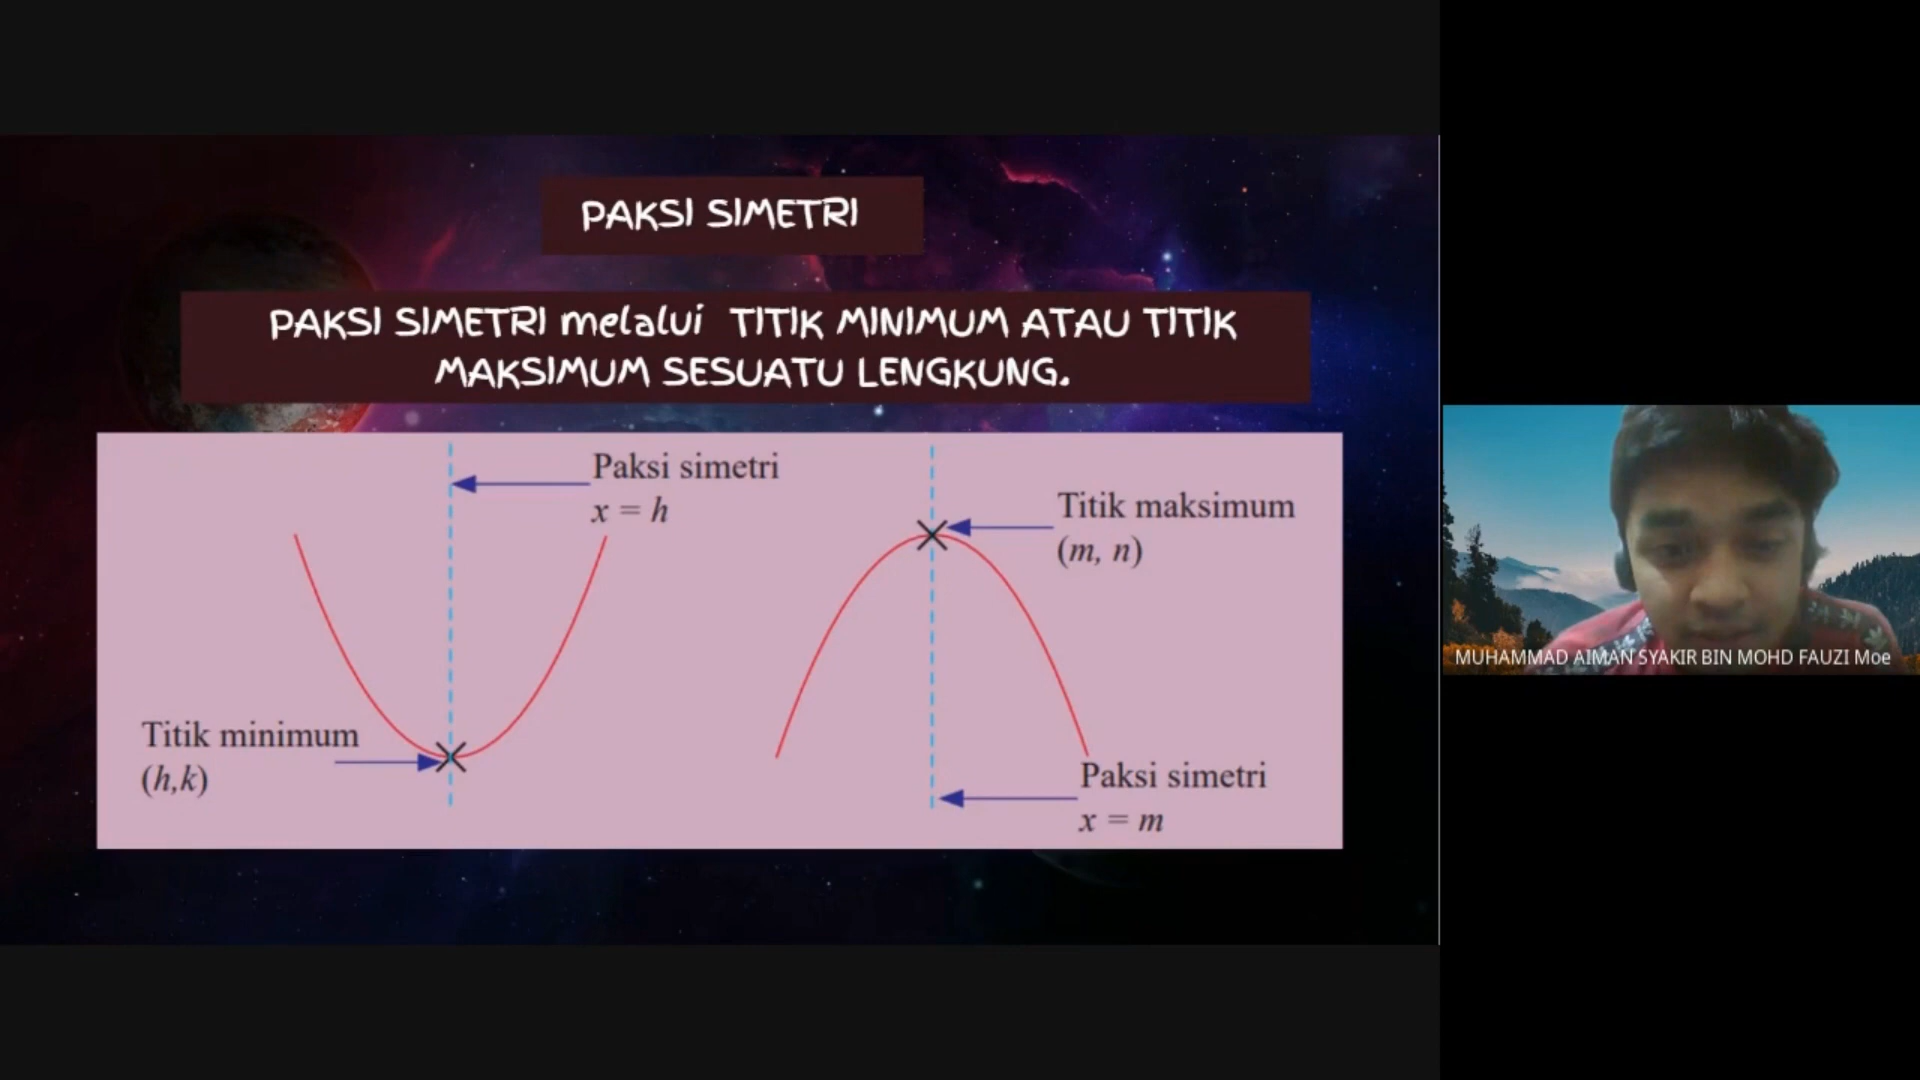 PAKSI SIMETRI
PAKSI SIMETRI melalui TITIK MINIMUM ATAU TITIK
MAKSIMUM SESUATU LENGKUNG.
Paksi simetri
x = h
Titik maksimum
(m, n)
Titik minimum
(h,k)
Paksi simetri
x = m
MUHAMMAD AIMAN SYAKIR BIN MOHD FAUZI Moe